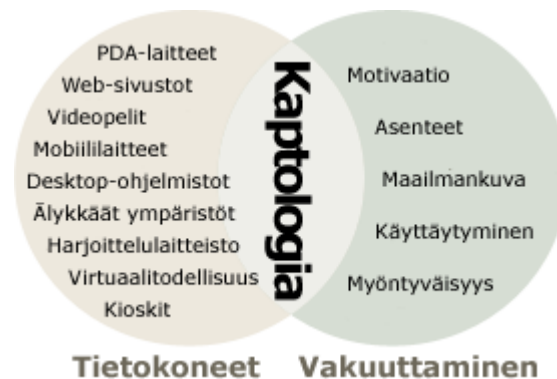 PDA-laitteet
Web-sivustot
Videopelit
Mobiililaitteet
Desktop-ohjelmistot
Älykkäät ympäristöt
Harjoittelulaitteisto
Virtuaalitodellisuus
Kioskit
Kaptologia
Motivaatio
Asenteet
Maailmankuva
Käyttäytyminen
Myöntyväisyys
Tietokoneet
Vakuuttaminen